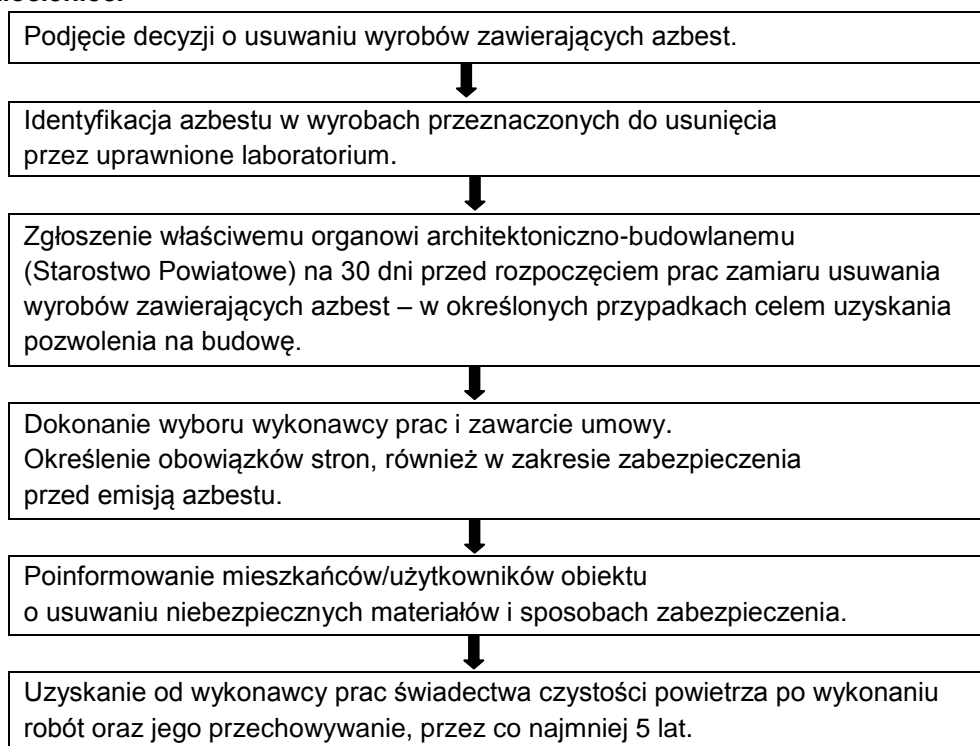 Podjęcie decyzji o usuwaniu wyrobów zawierających azbest.
Identyfikacja azbestu w wyrobach przeznaczonych do usunięcia
przez uprawnione laboratorium.
Zgłoszenie właściwemu organowi architektoniczno-budowlanemu
(Starostwo Powiatowe) na 30 dni przed rozpoczęciem prac zamiaru usuwania
wyrobów zawierających azbest – w określonych przypadkach celem uzyskania
pozwolenia na budowę.
Dokonanie wyboru wykonawcy prac i zawarcie umowy.
Określenie obowiązków stron, również w zakresie zabezpieczenia
przed emisją azbestu.
Poinformowanie mieszkańców/użytkowników obiektu
o usuwaniu niebezpiecznych materiałów i sposobach zabezpieczenia.
Uzyskanie od wykonawcy prac świadectwa czystości powietrza po wykonaniu
robót oraz jego przechowywanie, przez co najmniej 5 lat.